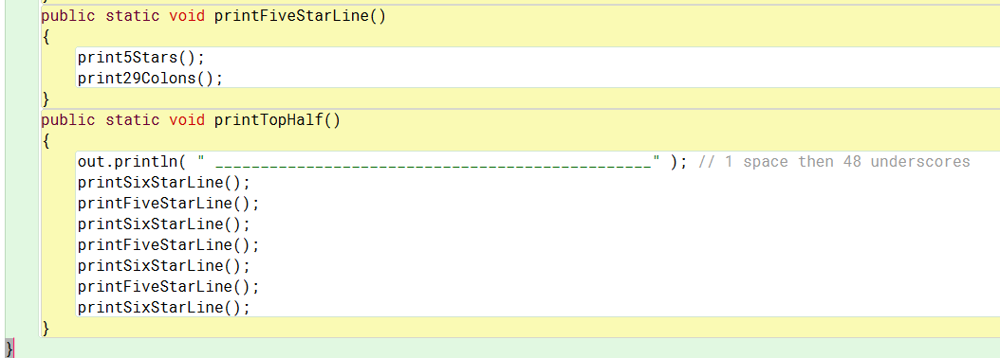 public static void printFiveStarLine()
{
print5Stars();
print29Colons();
}
public static void printTopHalf()
{
out.println( " ________________________________________________" ); // 1 space then 48 underscores
printSixStarLine();
printFiveStarLine();
printSixStarLine();
printFiveStarLine();
printSixStarLine();
printFiveStarLine();
printSixStarLine();
}
}